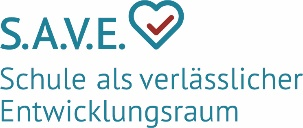 S.A.V.E.
Schule als verlässlicher
Entwicklungsraum